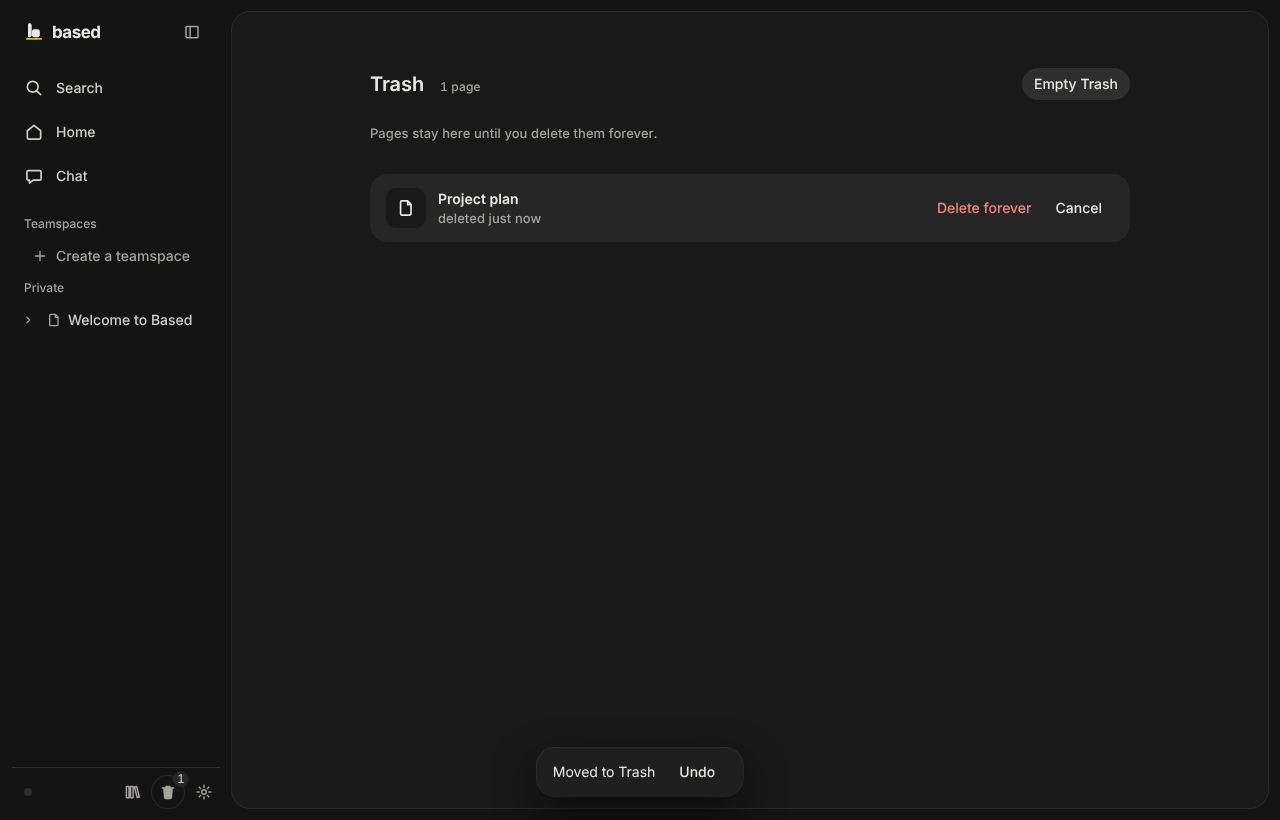 based
Search
Home
Chat
Teamspaces
Create a teamspace
Private
Welcome to Based
1
Trash 1 page
Empty Trash
Pages stay here until you delete them forever.
Project plan
deleted just now
Delete forever Cancel
Moved to Trash Undo